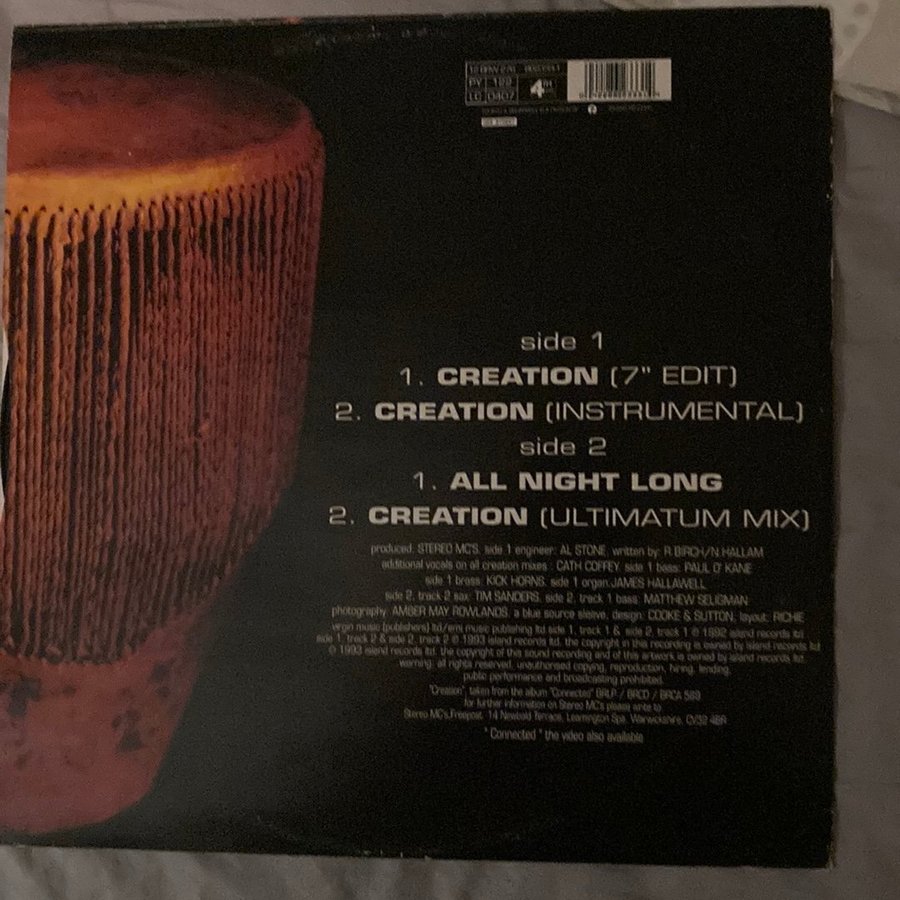 PY 122
LC 0407
4TH
side 1
1. CREATION (7" EDIT)
2. CREATION (INSTRUMENTAL)
side 2
1. ALL NIGHT LONG
2. CREATION (ULTIMATUM MIX)
produced: STEREO MC'S. side 1 engineer: AL STONE. written by: R.BIRCH/N.HALLAM
additional vocals on all creation mixes : CATH COFFEY. side 1 bass: PAUL O' KANE
side 1 brass: KICK HORNS. side 1 organ:JAMES HALLAWELL
side 2, track 2 sax: TIM SANDERS. side 2, track 1 bass: MATTHEW SELIGMAN
photography: AMBER MAY ROWLANDS. a blue source sleeve, design: COOKE & SUTTON, layout: RICHIE
virgin music (publishers) ltd/emi music publishing ltd side 1, track 1 & side 2, track 1 ℗ 1992 island records ltd
side 1, track 2 & side 2, track 2 ℗ 1993 island records ltd. the copyright in this recording is owned by island records ltd
© 1993 island records ltd. the copyright of this sound recording and of this artwork is owned by island records ltd.
warning: all rights reserved. unauthorised copying, reproduction, hiring, lending,
public performance and broadcasting prohibited.
"Creation", taken from the album "Connected" BRLP / BRCD / BRCA 589
for further information on Stereo MC's please write to
Stereo MC's,Freepost, 14 Newbold Terrace, Leamington Spa, Warwickshire, CV32 4BR
" Connected " the video also available